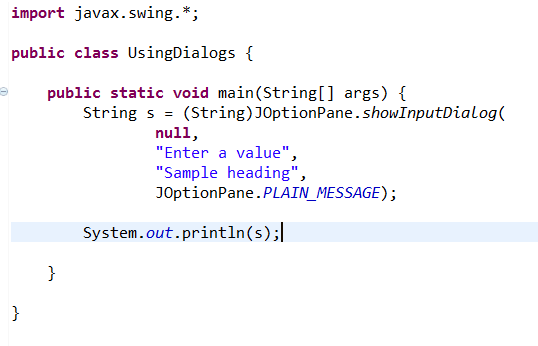 import javax.swing.*;
public class UsingDialogs {
public static void main(String[] args) {
String s = (String)JOptionPane.showInputDialog(
null,
"Enter a value",
"Sample heading",
JOptionPane.PLAIN_MESSAGE);
System.out.println(s);
}
}